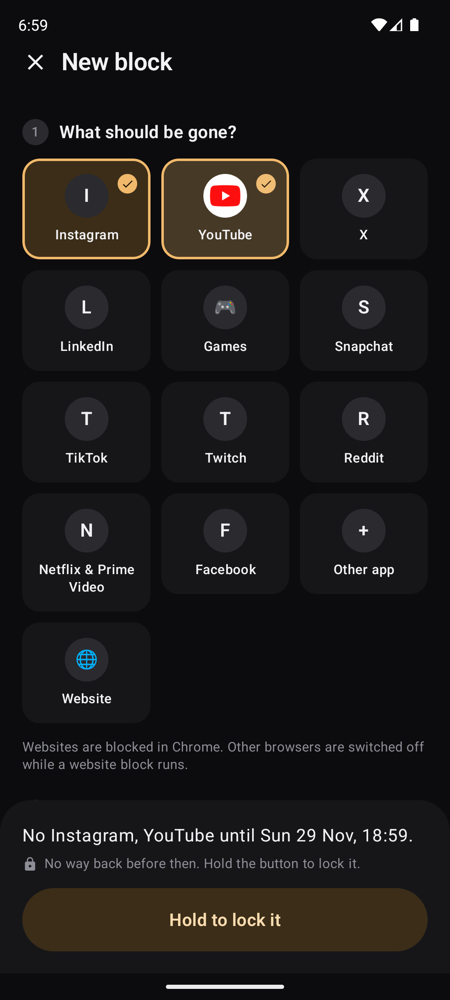 6:59
New block
1 What should be gone?
I
Instagram
YouTube
X
X
L
LinkedIn
Games
S
Snapchat
T
TikTok
T
Twitch
R
Reddit
N
Netflix & Prime
Video
F
Facebook
+
Other app
Website
Websites are blocked in Chrome. Other browsers are switched off
while a website block runs.
No Instagram, YouTube until Sun 29 Nov, 18:59.
No way back before then. Hold the button to lock it.
Hold to lock it